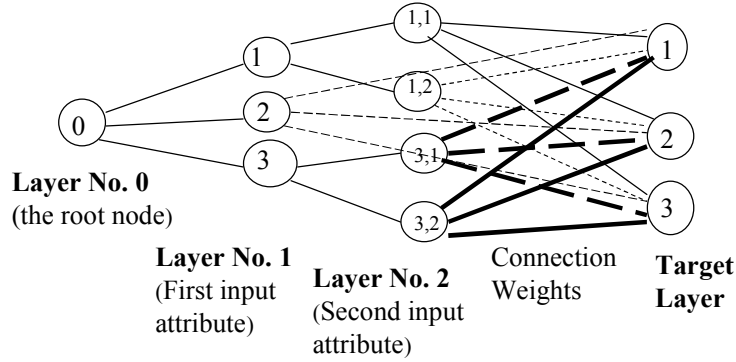 1,1
1
1
1,2
2
0
2
3,1
3
3
3,2
Layer No. 0
(the root node)
Layer No. 1
(First input
attribute)
Layer No. 2
(Second input
attribute)
Connection
Weights
Target
Layer